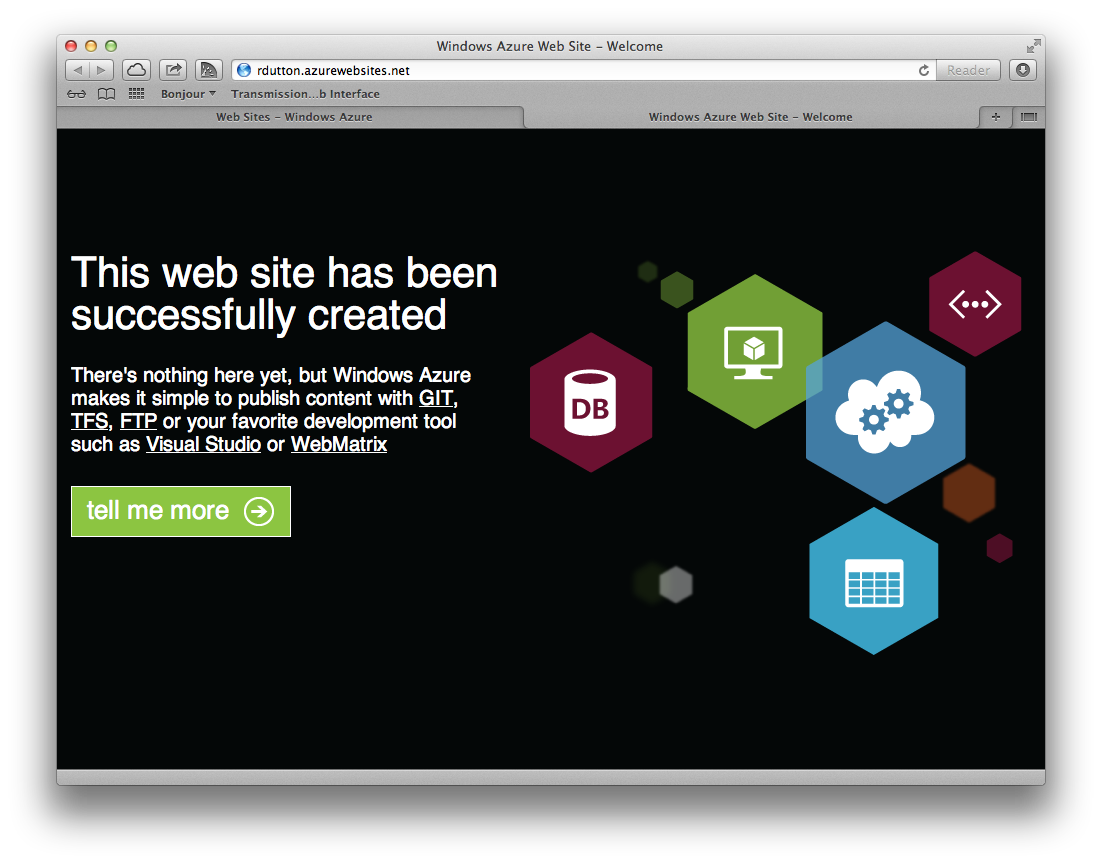 Windows Azure Web Site – Welcome
rdutton.azurewebsites.net
Reader
Bonjour
Transmission...b Interface
Web Sites – Windows Azure
Windows Azure Web Site – Welcome
This web site has been
successfully created
There's nothing here yet, but Windows Azure
makes it simple to publish content with GIT,
TFS, FTP or your favorite development tool
such as Visual Studio or WebMatrix
tell me more
DB